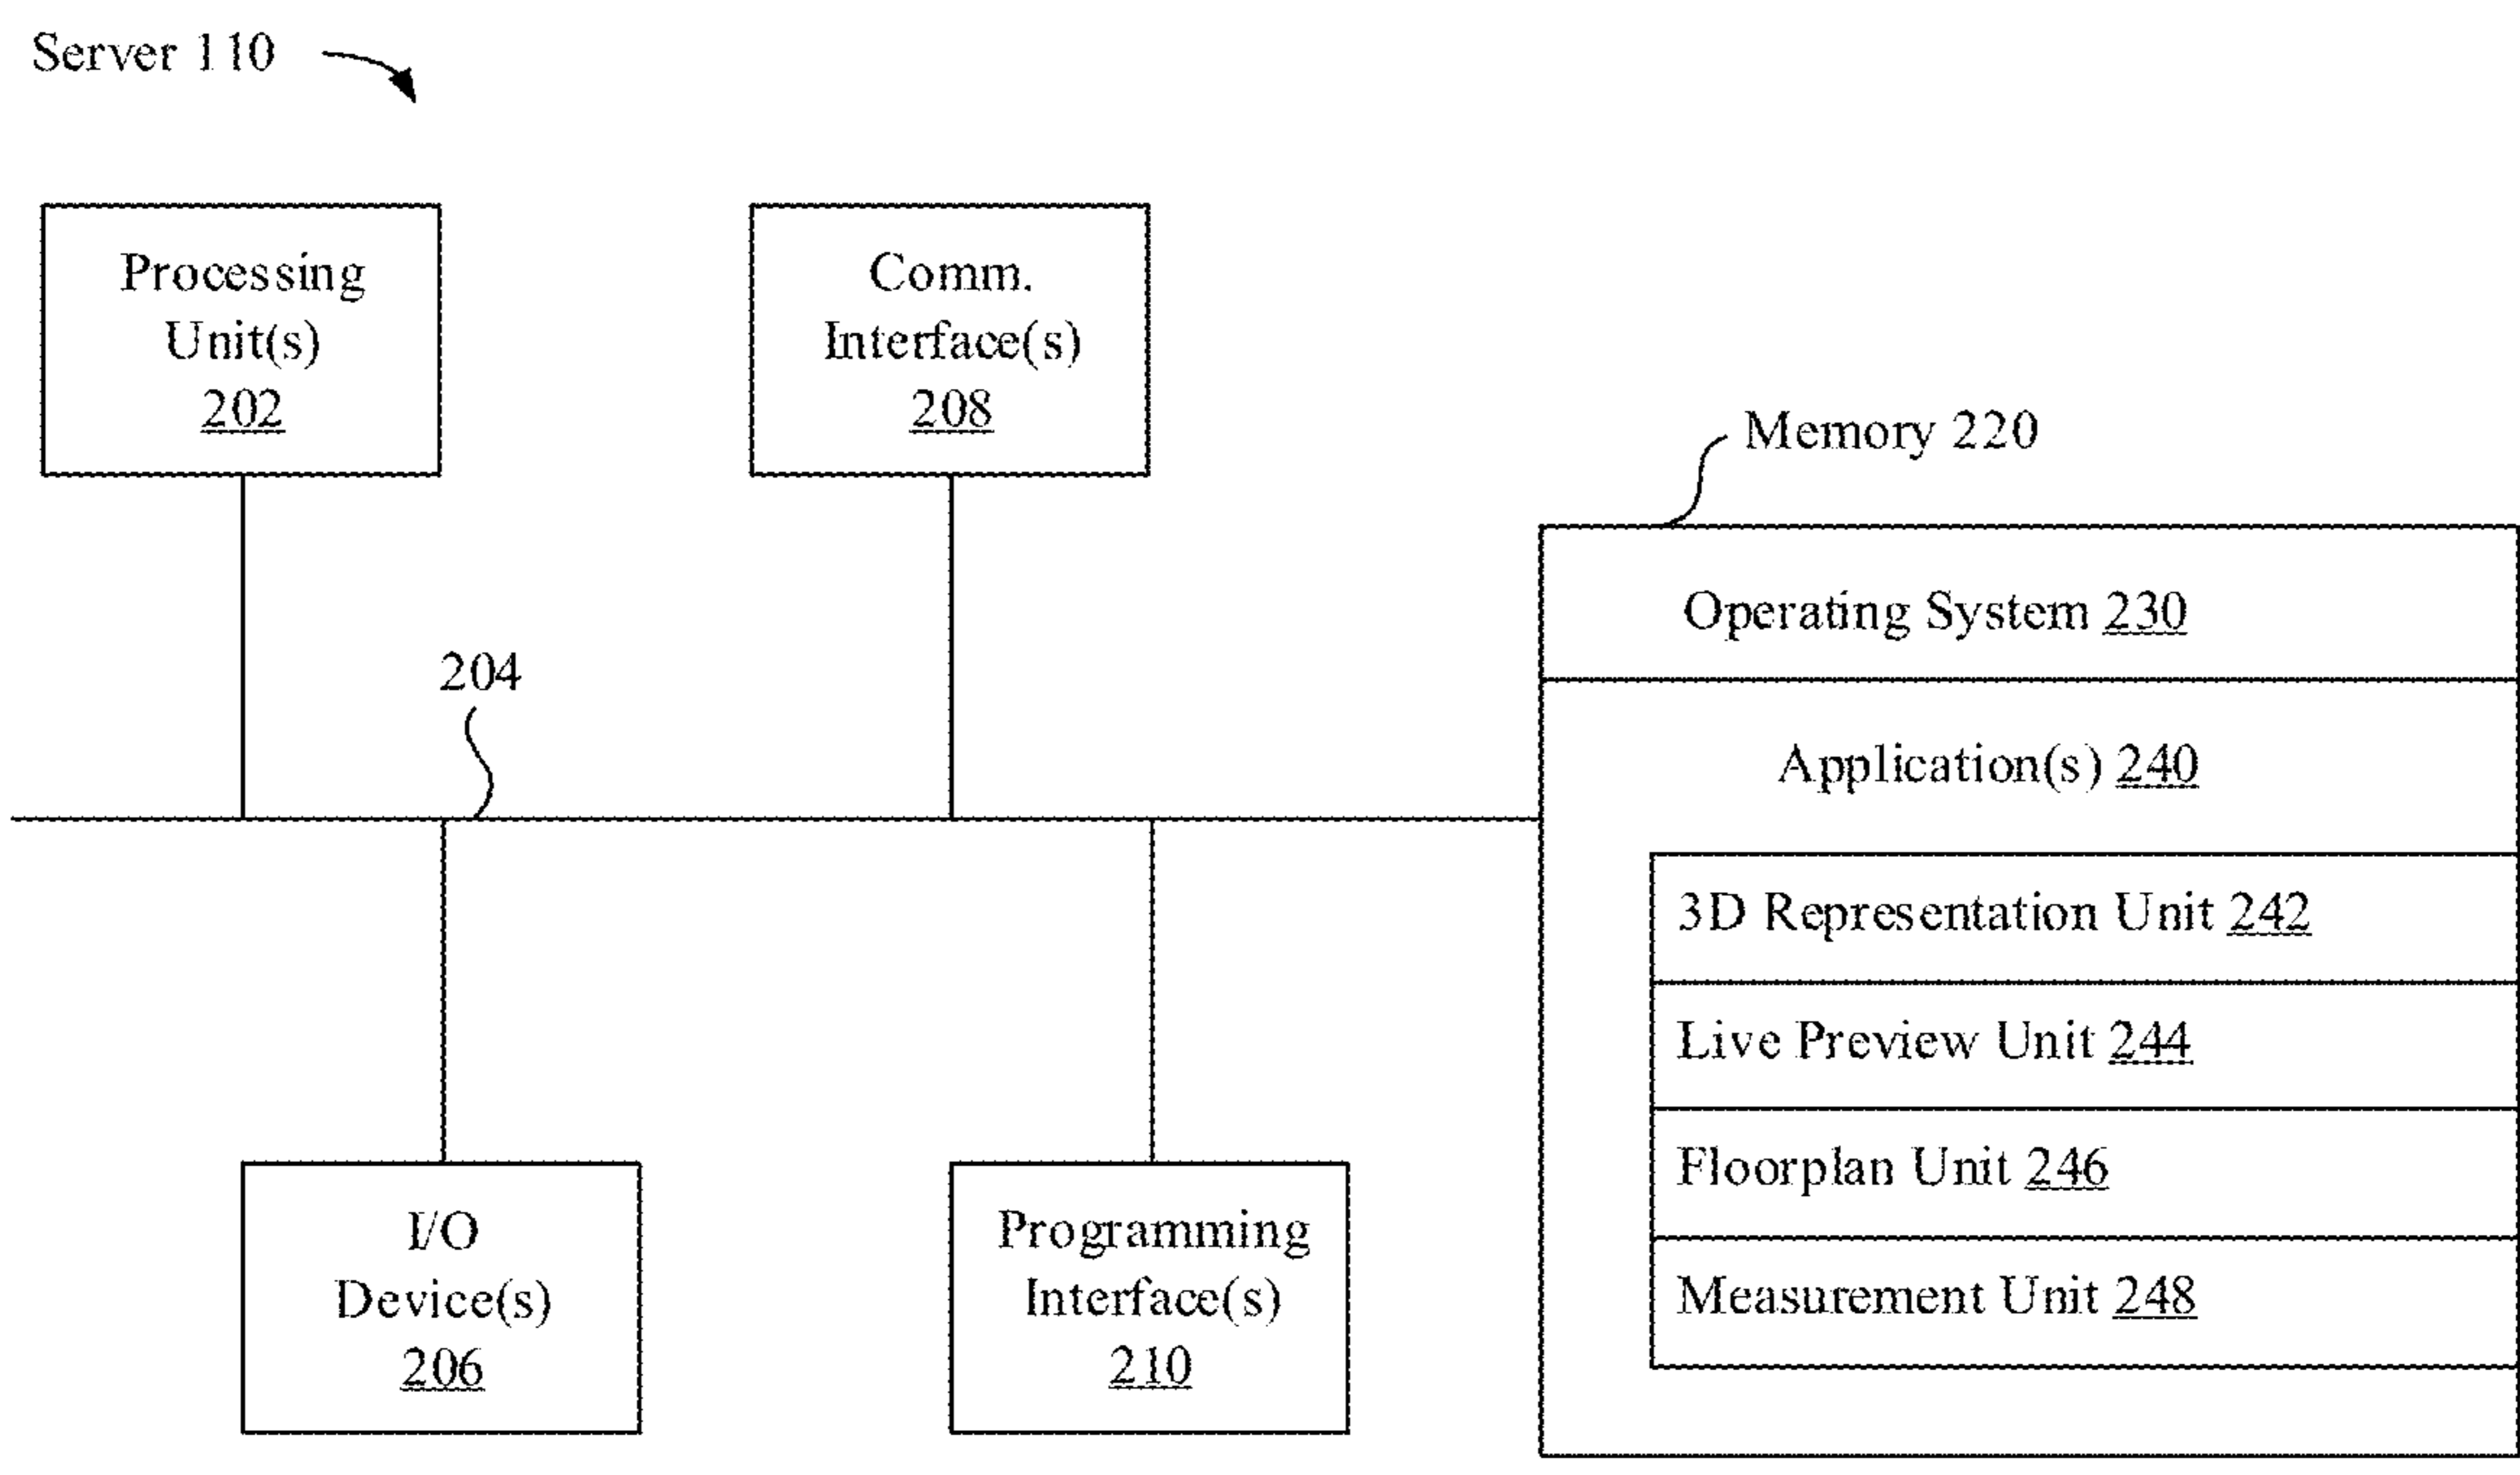 Server 110
Processing
Unit(s)
202
Comm.
Interface(s)
208
Memory 220
Operating System 230
204
Application(s) 240
3D Representation Unit 242
Live Preview Unit 244
Floorplan Unit 246
Measurement Unit 248
I/O
Device(s)
206
Programming
Interface(s)
210